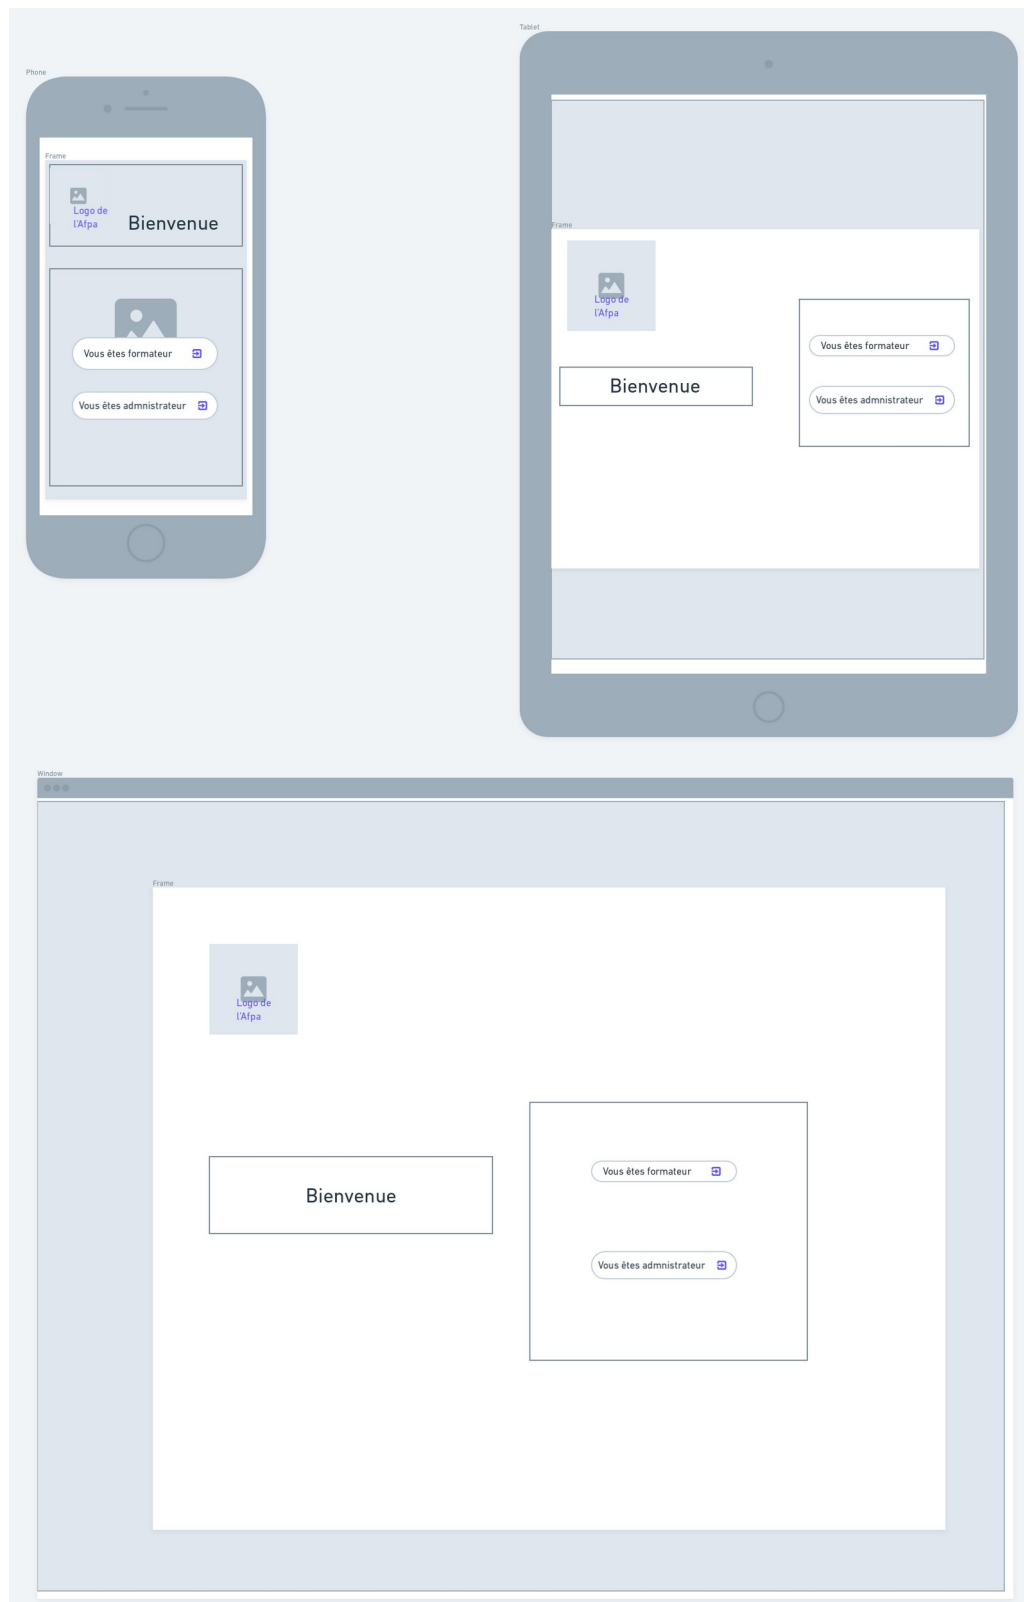 Phone
Frame
Logo de
l'Afpa
Bienvenue
Vous êtes formateur
Vous êtes admnistrateur
Tablet
Frame
Logo de
l'Afpa
Bienvenue
Vous êtes formateur
Vous êtes admnistrateur
Window
Frame
Logo de
l'Afpa
Bienvenue
Vous êtes formateur
Vous êtes admnistrateur